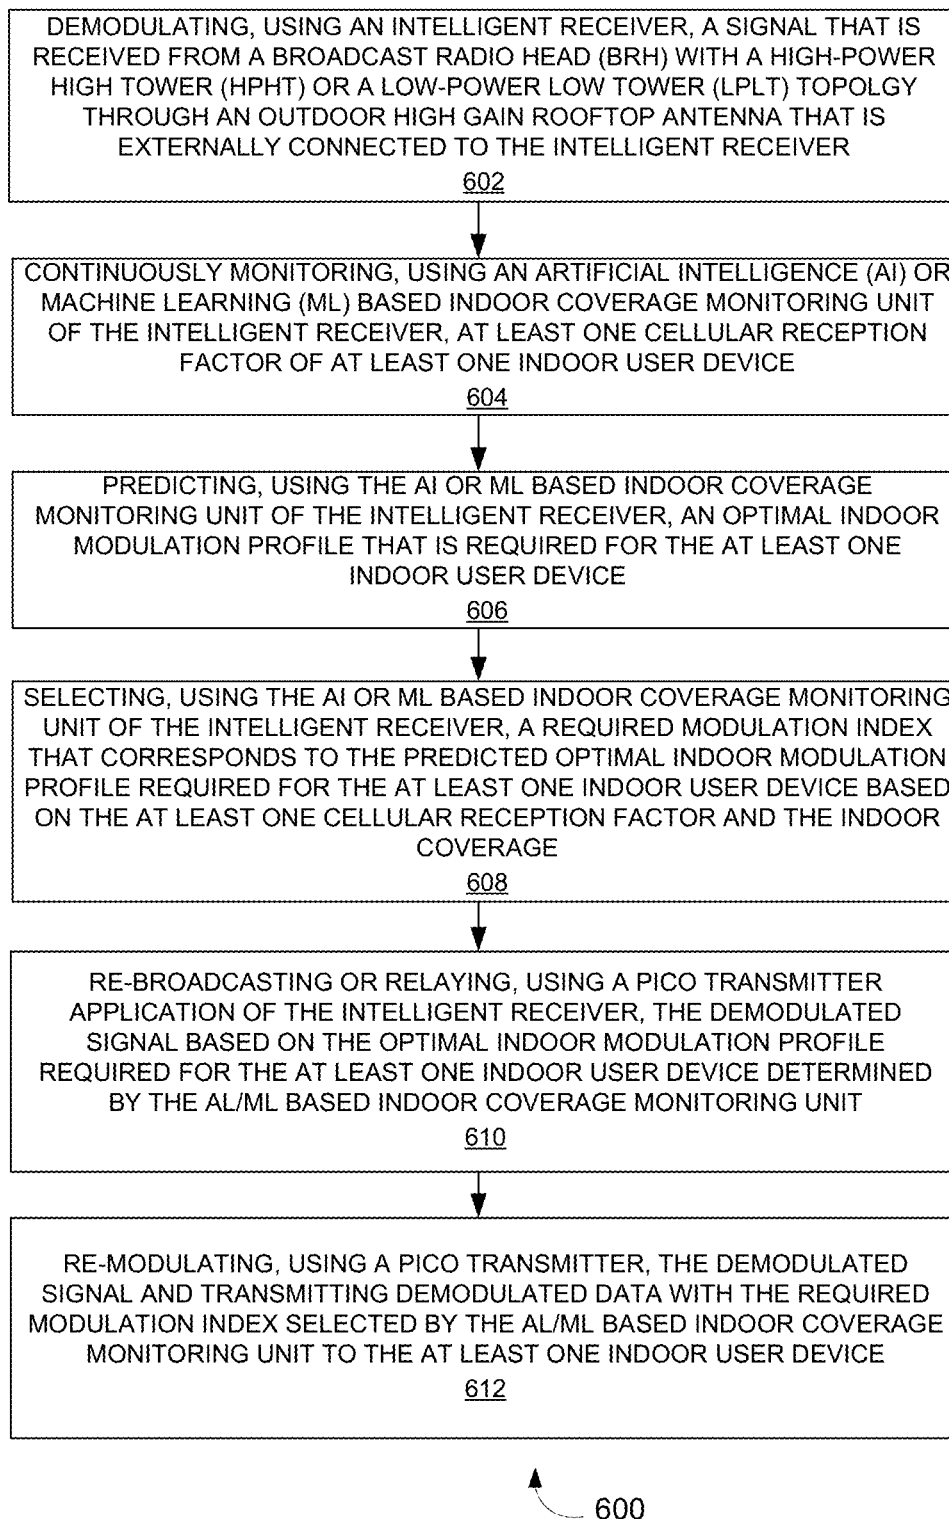 DEMODULATING, USING AN INTELLIGENT RECEIVER, A SIGNAL THAT IS
RECEIVED FROM A BROADCAST RADIO HEAD (BRH) WITH A HIGH-POWER
HIGH TOWER (HPHT) OR A LOW-POWER LOW TOWER (LPLT) TOPOLGY
THROUGH AN OUTDOOR HIGH GAIN ROOFTOP ANTENNA THAT IS
EXTERNALLY CONNECTED TO THE INTELLIGENT RECEIVER
602
CONTINUOUSLY MONITORING, USING AN ARTIFICIAL INTELLIGENCE (AI) OR
MACHINE LEARNING (ML) BASED INDOOR COVERAGE MONITORING UNIT
OF THE INTELLIGENT RECEIVER, AT LEAST ONE CELLULAR RECEPTION
FACTOR OF AT LEAST ONE INDOOR USER DEVICE
604
PREDICTING, USING THE AI OR ML BASED INDOOR COVERAGE
MONITORING UNIT OF THE INTELLIGENT RECEIVER, AN OPTIMAL INDOOR
MODULATION PROFILE THAT IS REQUIRED FOR THE AT LEAST ONE
INDOOR USER DEVICE
606
SELECTING, USING THE AI OR ML BASED INDOOR COVERAGE MONITORING
UNIT OF THE INTELLIGENT RECEIVER, A REQUIRED MODULATION INDEX
THAT CORRESPONDS TO THE PREDICTED OPTIMAL INDOOR MODULATION
PROFILE REQUIRED FOR THE AT LEAST ONE INDOOR USER DEVICE BASED
ON THE AT LEAST ONE CELLULAR RECEPTION FACTOR AND THE INDOOR
COVERAGE
608
RE-BROADCASTING OR RELAYING, USING A PICO TRANSMITTER
APPLICATION OF THE INTELLIGENT RECEIVER, THE DEMODULATED
SIGNAL BASED ON THE OPTIMAL INDOOR MODULATION PROFILE
REQUIRED FOR THE AT LEAST ONE INDOOR USER DEVICE DETERMINED
BY THE AL/ML BASED INDOOR COVERAGE MONITORING UNIT
610
RE-MODULATING, USING A PICO TRANSMITTER, THE DEMODULATED
SIGNAL AND TRANSMITTING DEMODULATED DATA WITH THE REQUIRED
MODULATION INDEX SELECTED BY THE AL/ML BASED INDOOR COVERAGE
MONITORING UNIT TO THE AT LEAST ONE INDOOR USER DEVICE
612
600